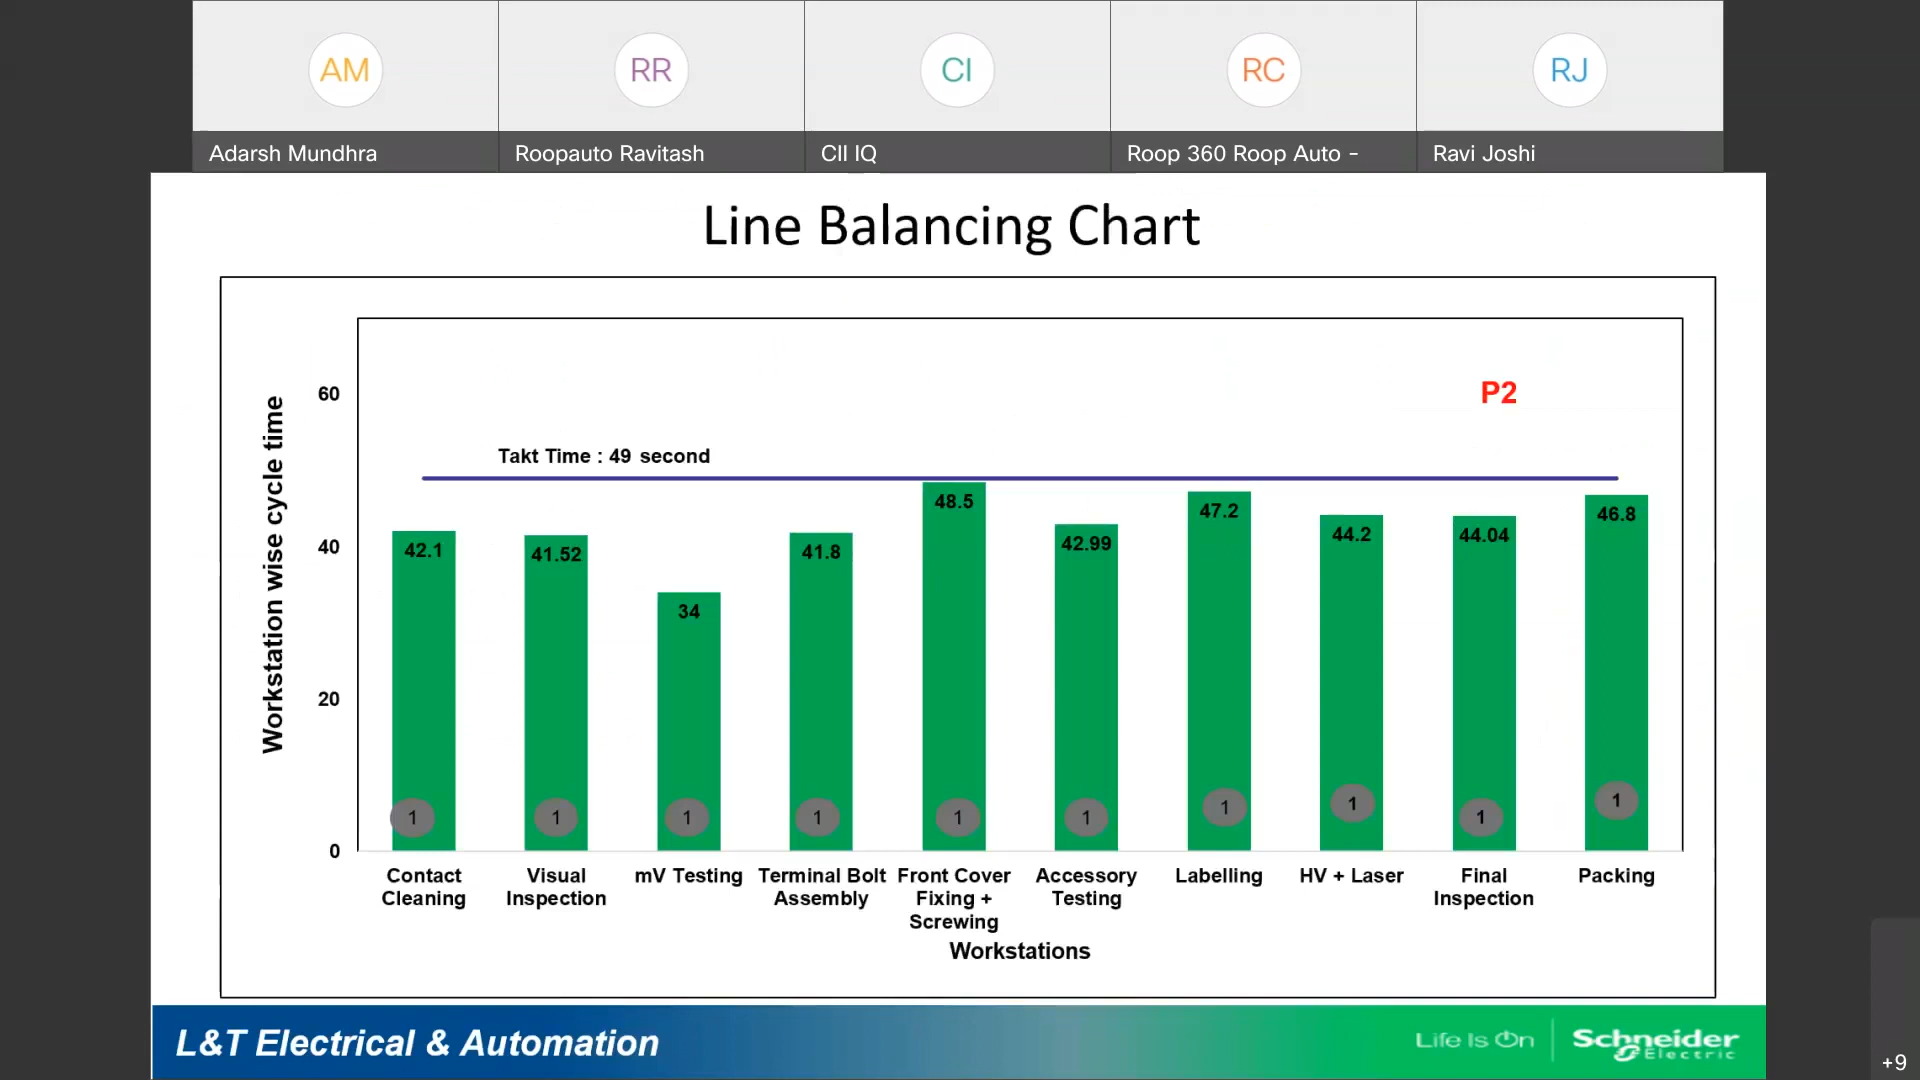 AM
RR
CI
RC
RJ
Adarsh Mundhra
Roopauto Ravitash
CII IQ
Roop 360 Roop Auto -
Ravi Joshi
Line Balancing Chart
Workstation wise cycle time
60
40
20
0
P2
Takt Time : 49 second
42.1
41.52
34
41.8
48.5
42.99
47.2
44.2
44.04
46.8
1
1
1
1
1
1
1
1
1
1
Contact
Cleaning
Visual
Inspection
mV Testing
Terminal Bolt
Assembly
Front Cover
Fixing +
Screwing
Accessory
Testing
Labelling
HV + Laser
Final
Inspection
Packing
Workstations
L&T Electrical & Automation
Life Is On
Schneider
Electric
+9